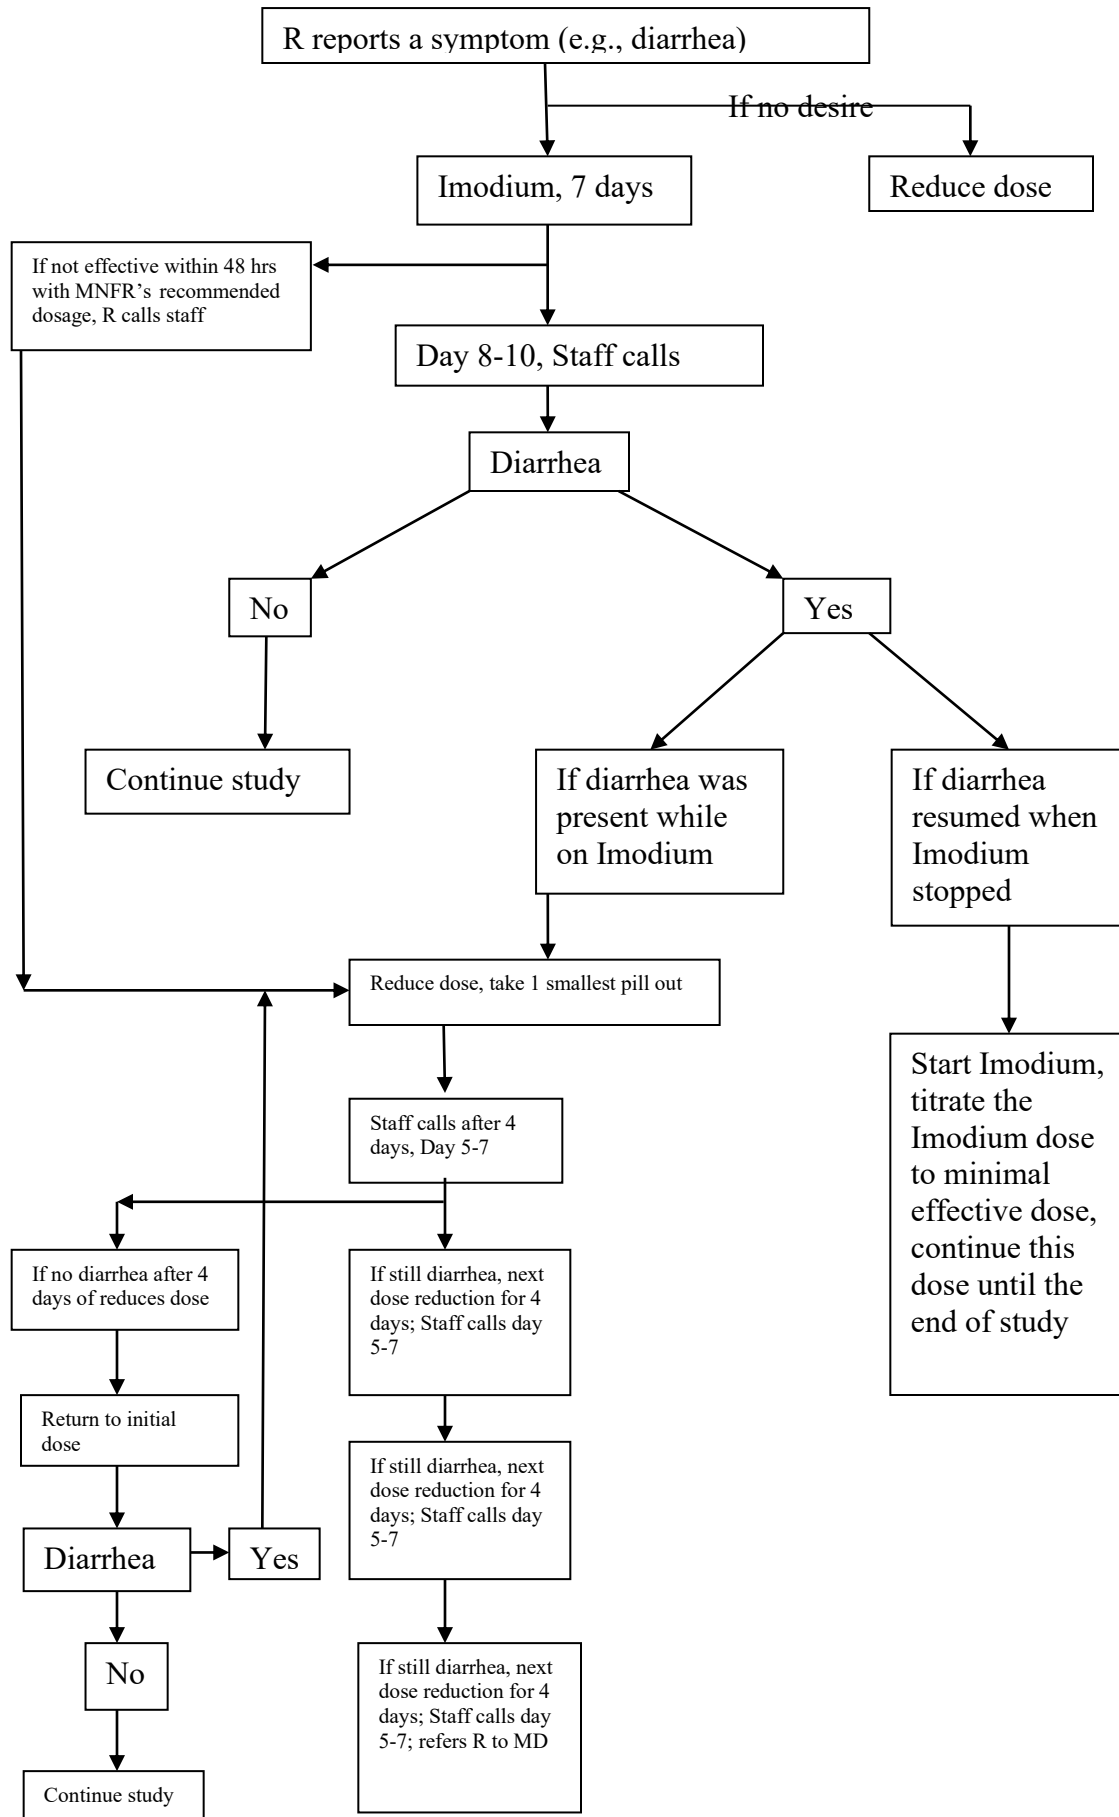 R reports a symptom (e.g., diarrhea)
If no desire
Imodium, 7 days
Reduce dose
If not effective within 48 hrs
with MNFR's recommended
dosage, R calls staff
Day 8-10, Staff calls
Diarrhea
No
Yes
Continue study
If diarrhea was
present while
on Imodium
If diarrhea
resumed when
Imodium
stopped
Reduce dose, take 1 smallest pill out
Start Imodium,
titrate the
Imodium dose
to minimal
effective dose,
continue this
dose until the
end of study
Staff calls after 4
days, Day 5-7
If no diarrhea after 4
days of reduces dose
If still diarrhea, next
dose reduction for 4
days; Staff calls day
5-7
Return to initial
dose
If still diarrhea, next
dose reduction for 4
days; Staff calls day
5-7
Diarrhea
Yes
No
If still diarrhea, next
dose reduction for 4
days; Staff calls day
5-7; refers R to MD
Continue study